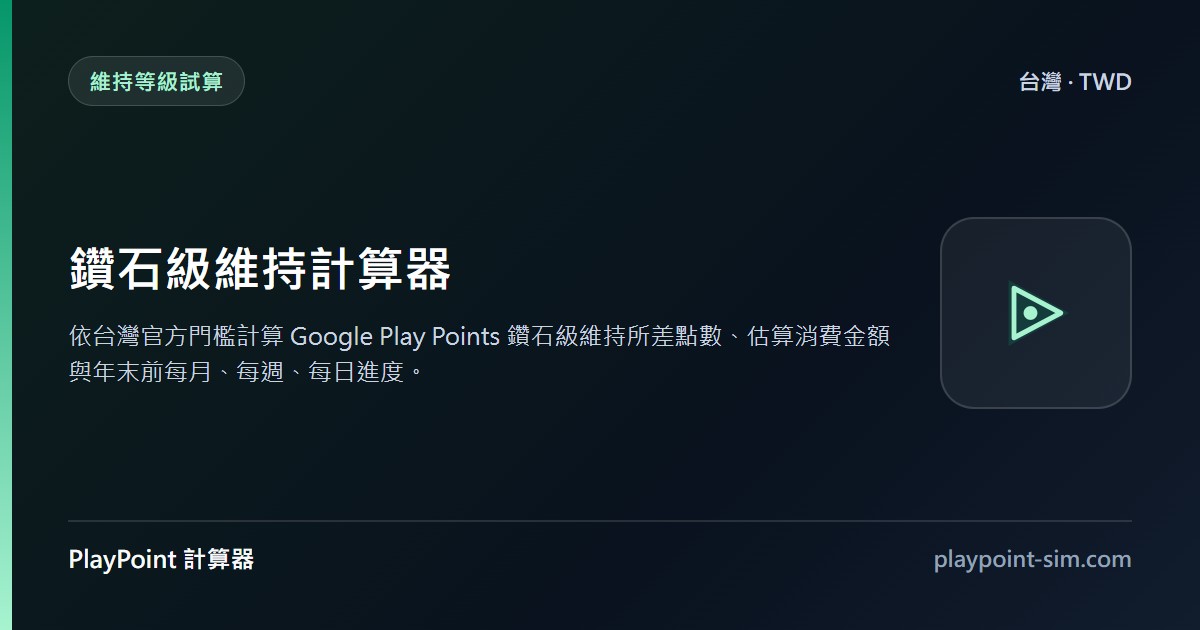 維持等級試算
台灣 · TWD
鑽石級維持計算器
依台灣官方門檻計算 Google Play Points 鑽石級維持所差點數、估算消費金額
與年末前每月、每週、每日進度。
PlayPoint 計算器
playpoint-sim.com